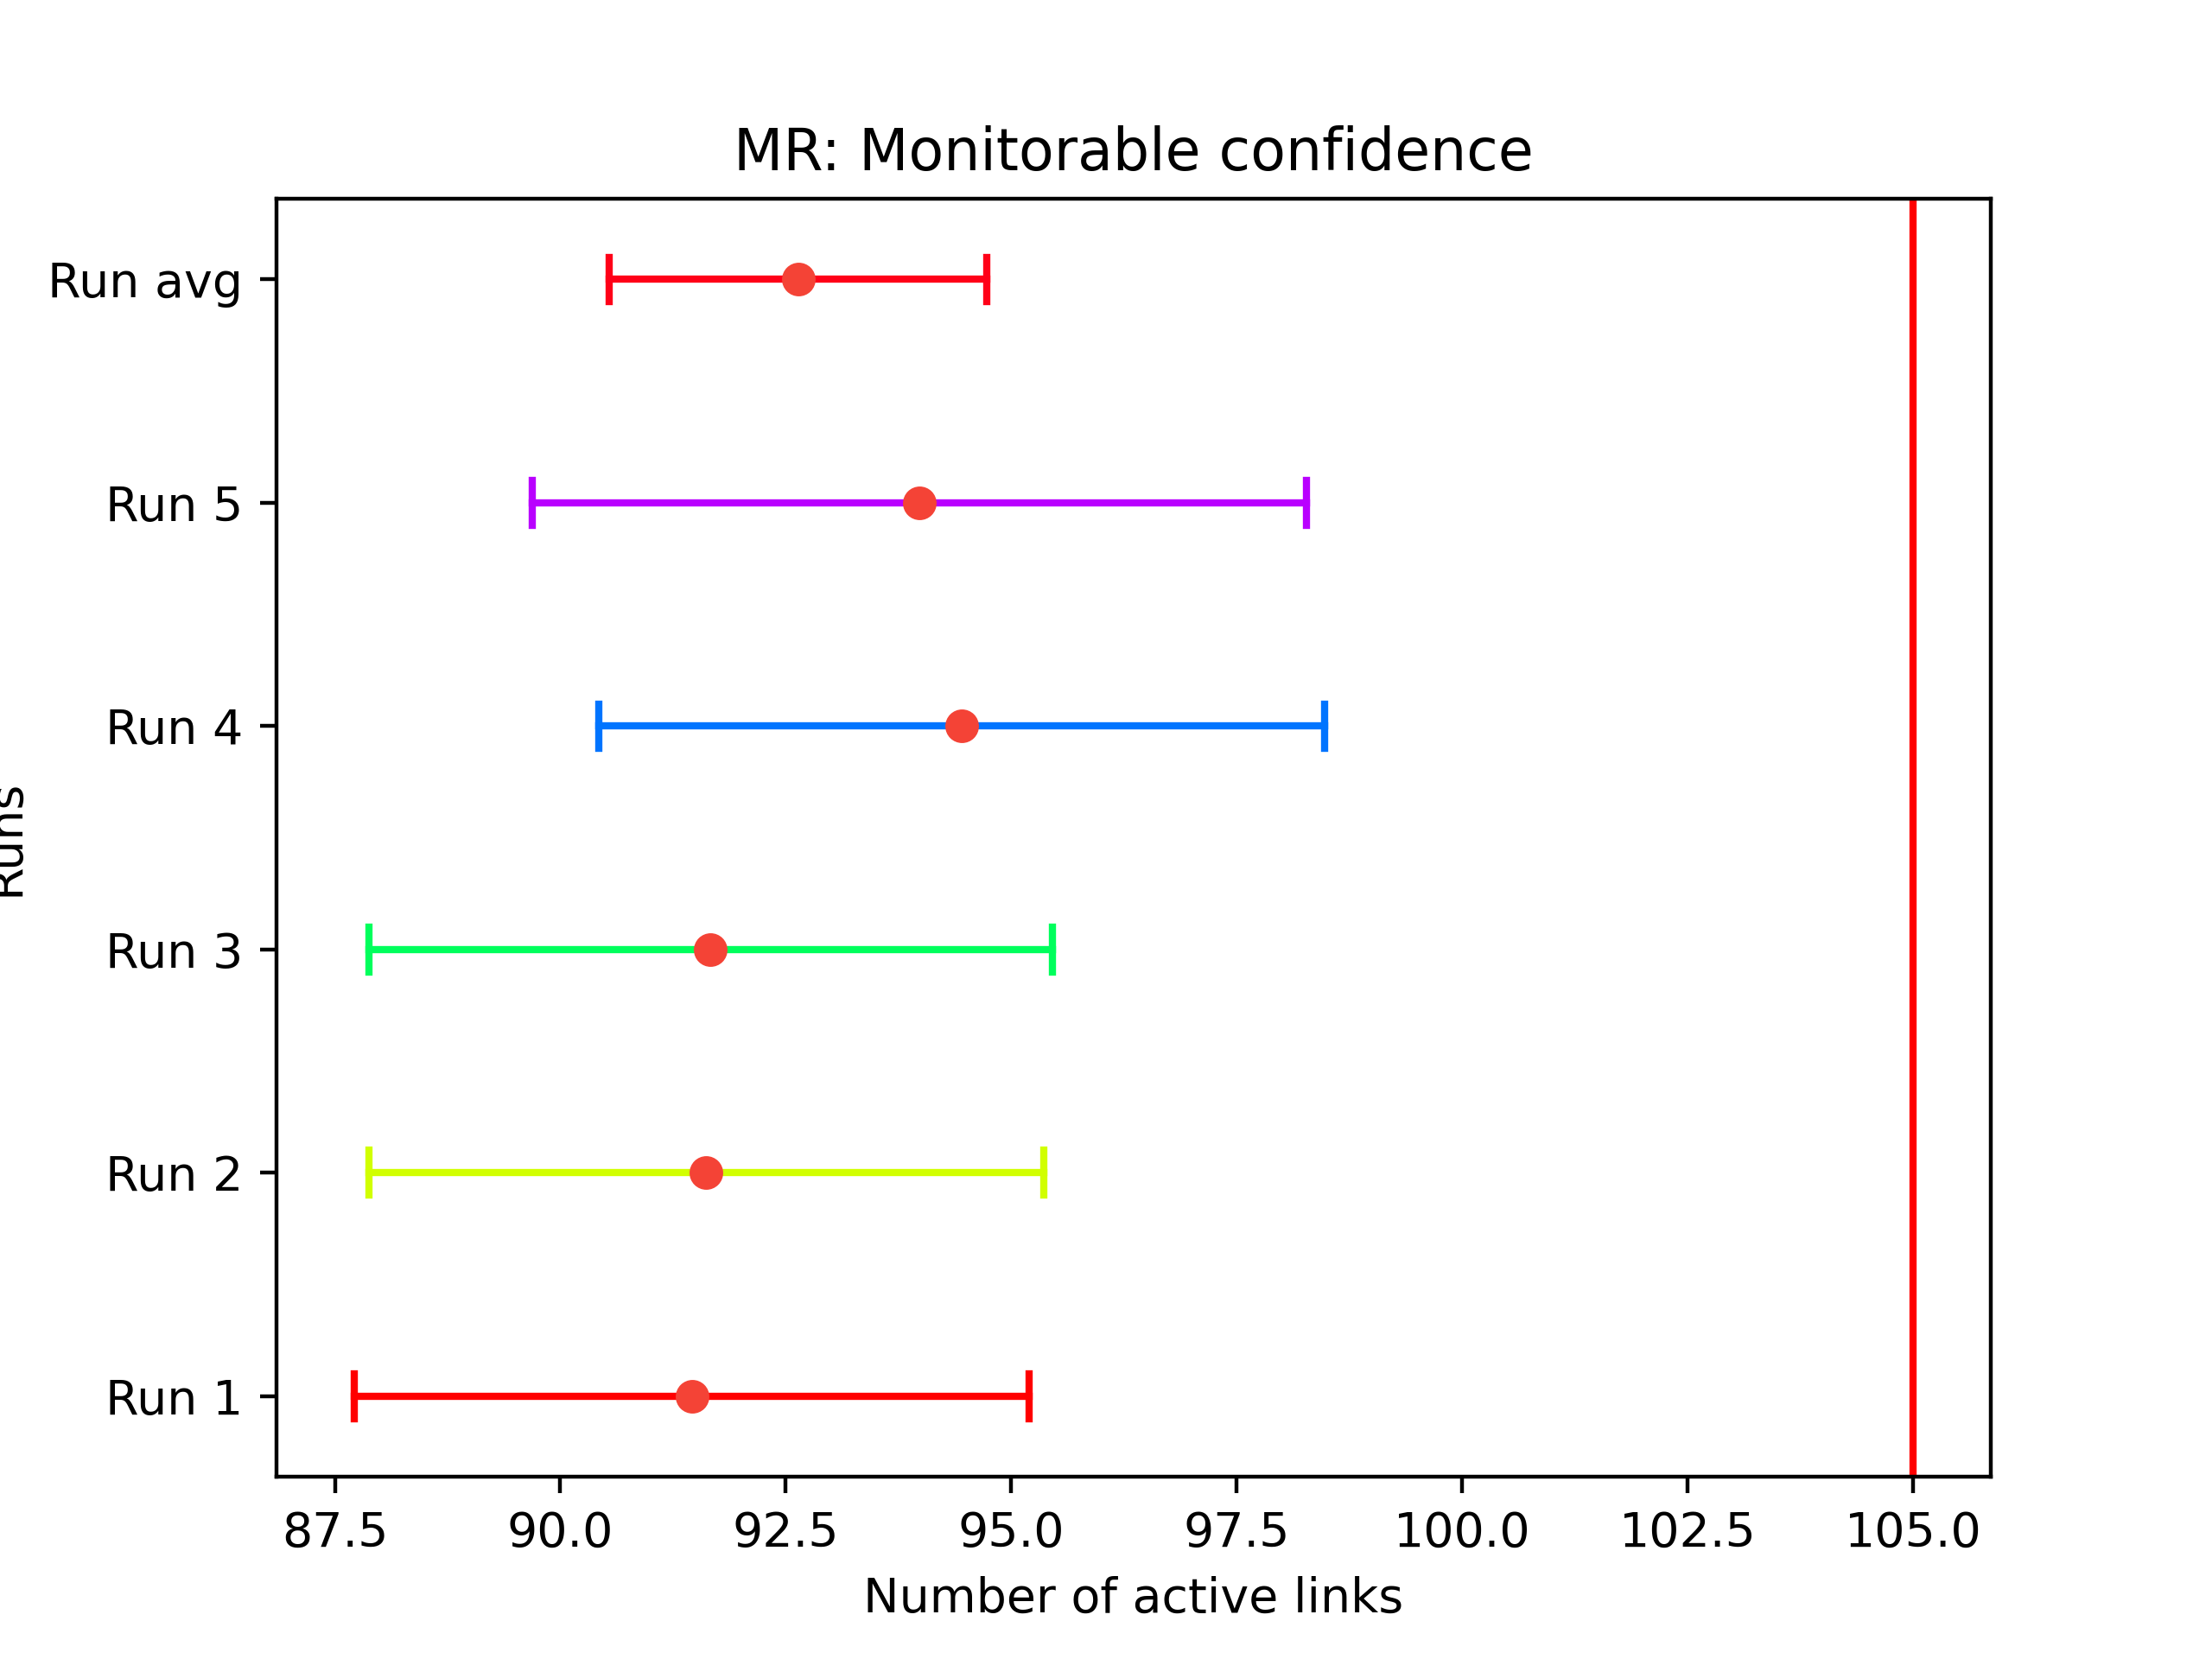 MR: Monitorable confidence
Run avg
Run 5
Run 4
Runs
Run 3
Run 2
Run 1
87.5 90.0 92.5 95.0 97.5 100.0 102.5 105.0
Number of active links